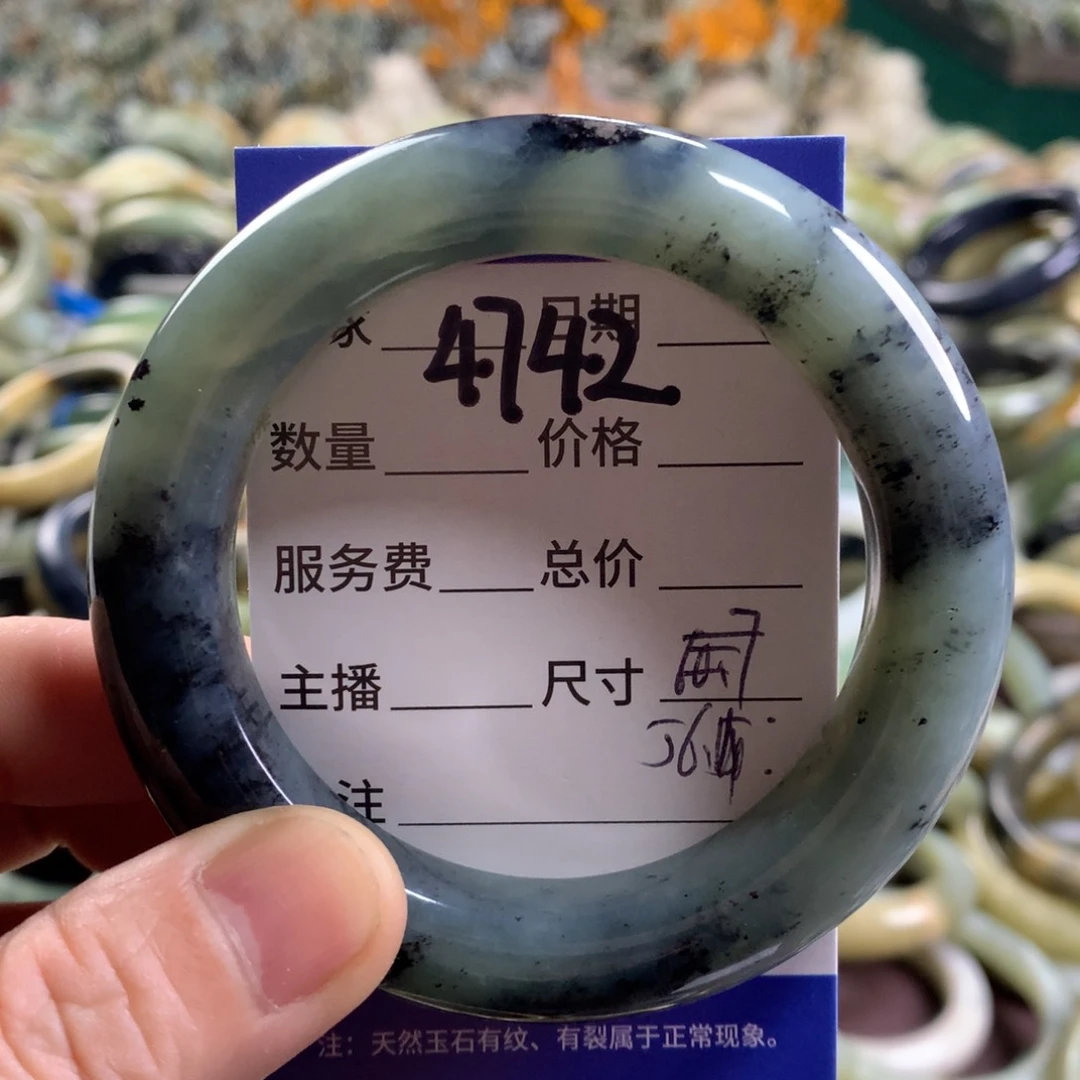 4742
家 日期
数量 价格
服务费 总价
主播 尺寸
注
注：天然玉石有纹、有裂属于正常现象。